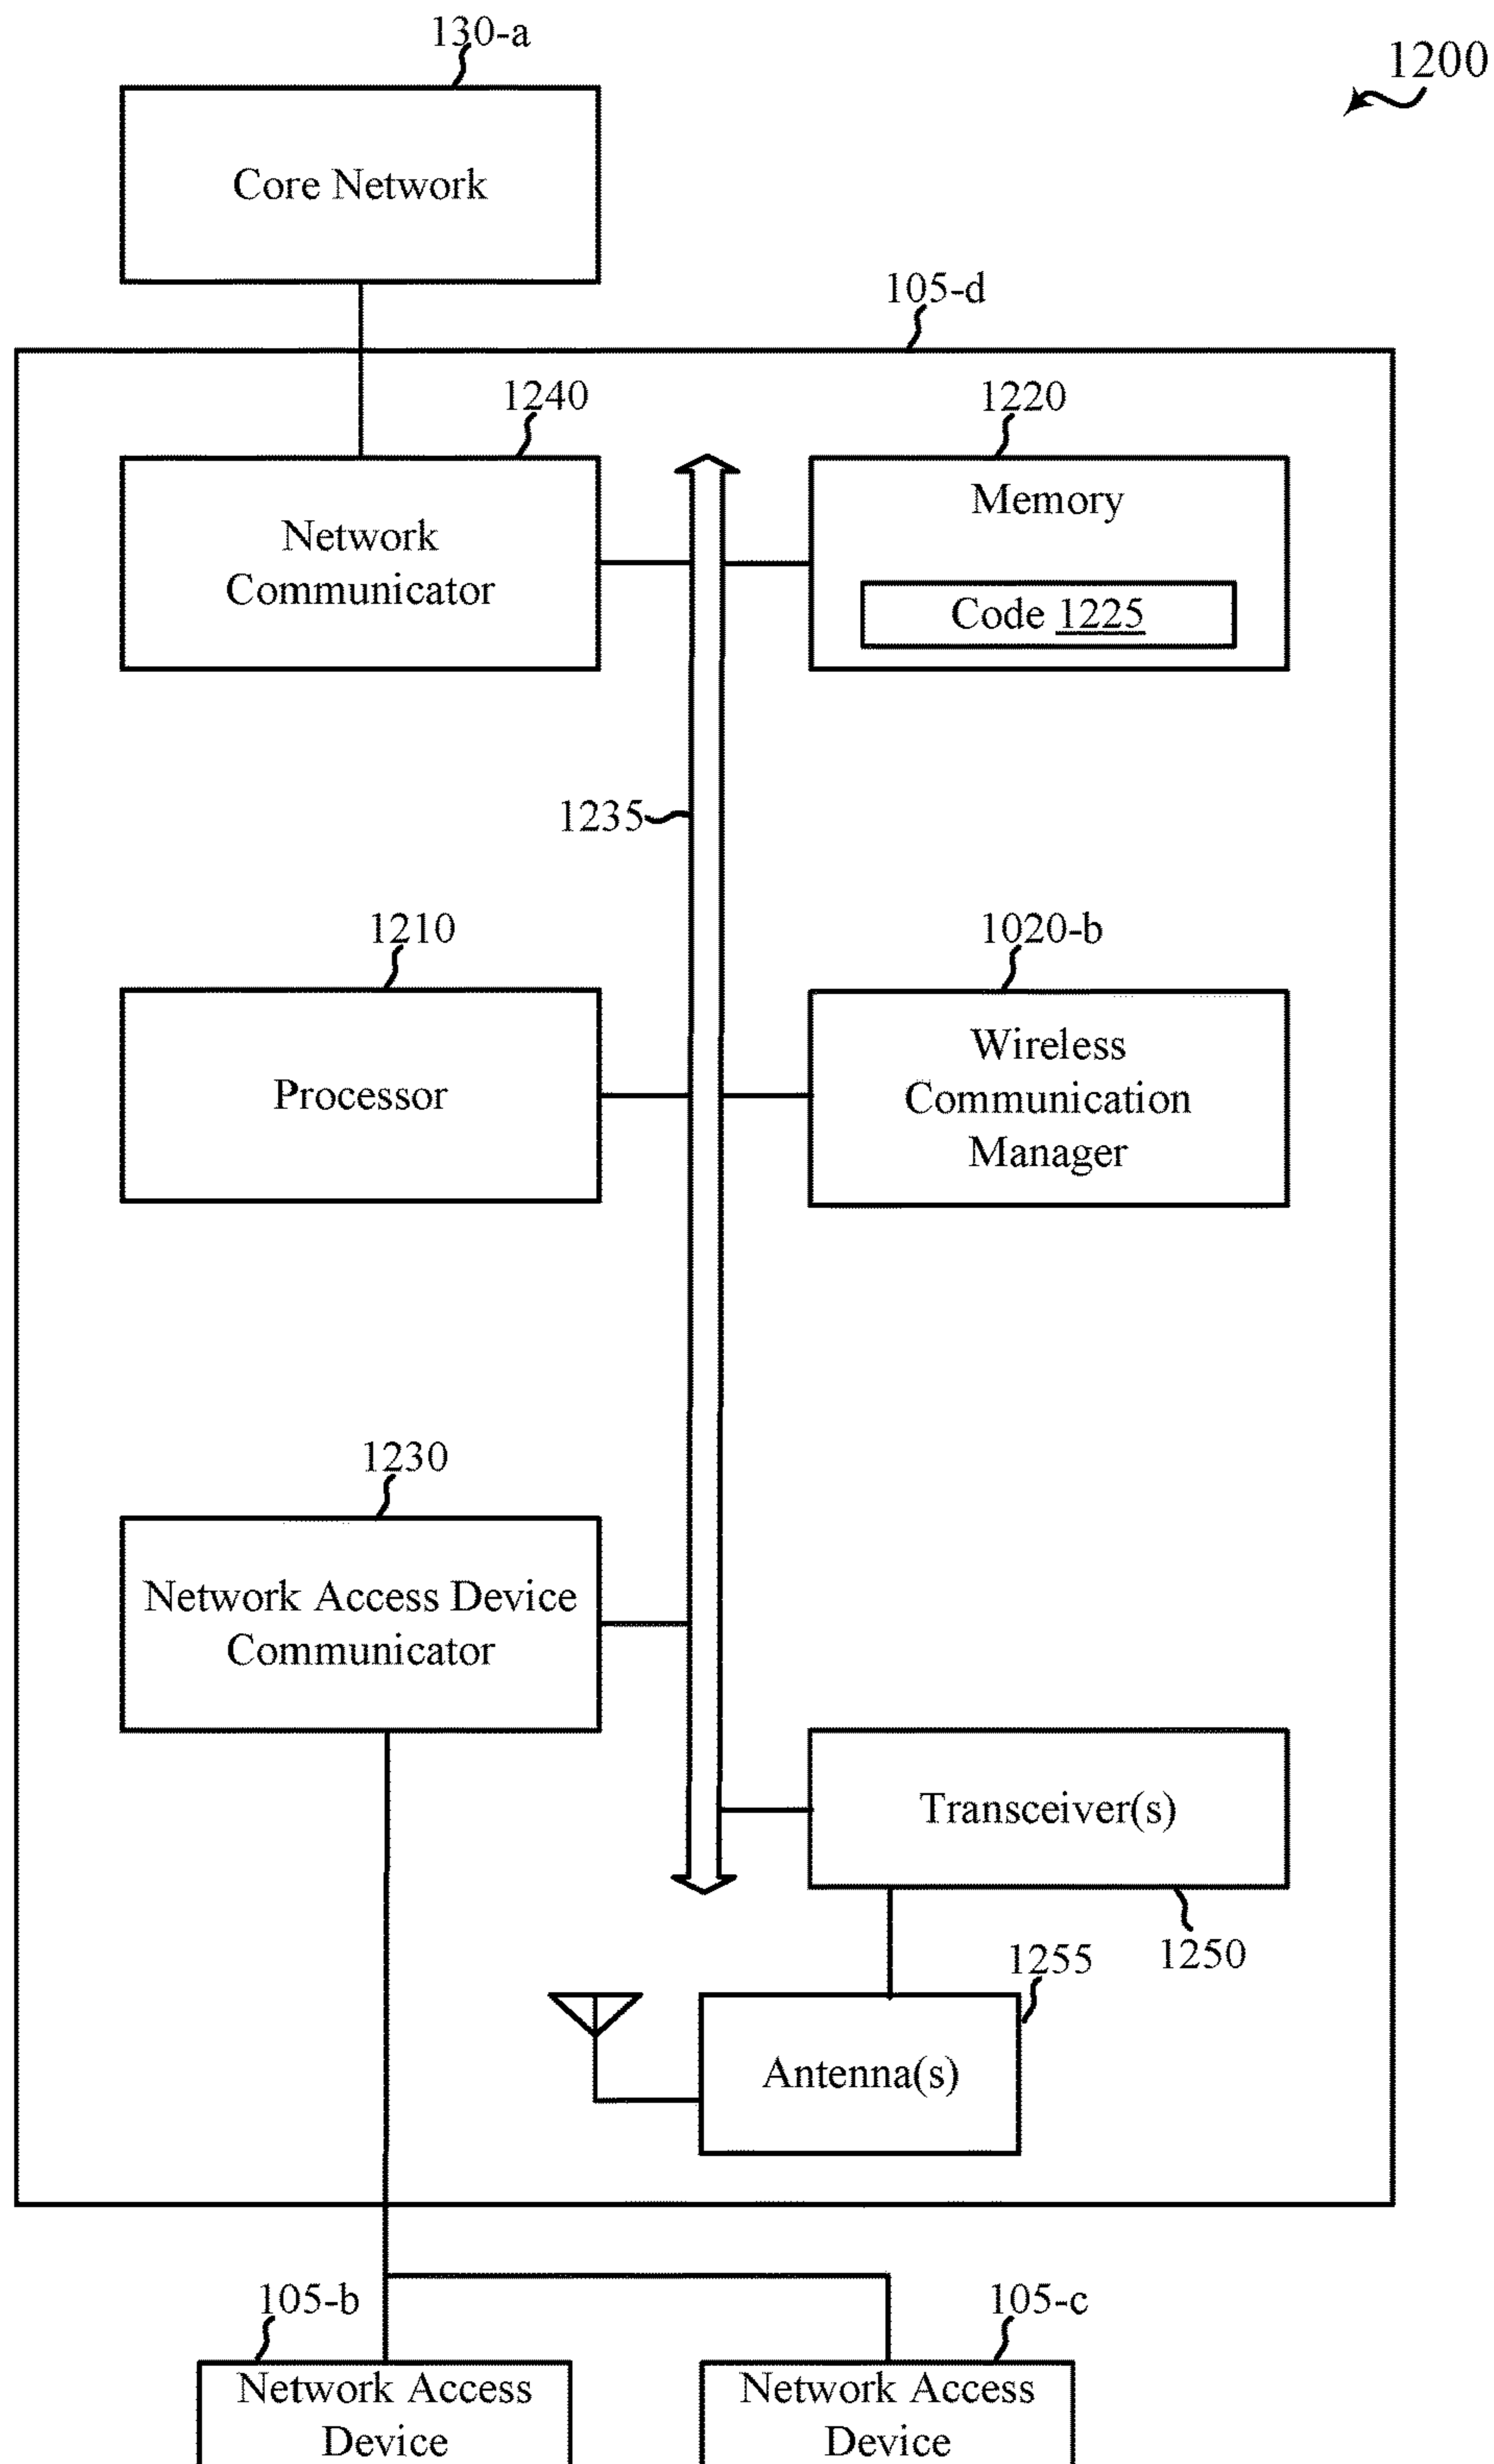 130-a
1200
Core Network
105-d
1240
1220
Network
Communicator
Memory
Code 1225
1235
1210
1020-b
Processor
Wireless
Communication
Manager
1230
Network Access Device
Communicator
Transceiver(s)
1250
1255
Antenna(s)
105-b
105-c
Network Access
Device
Network Access
Device